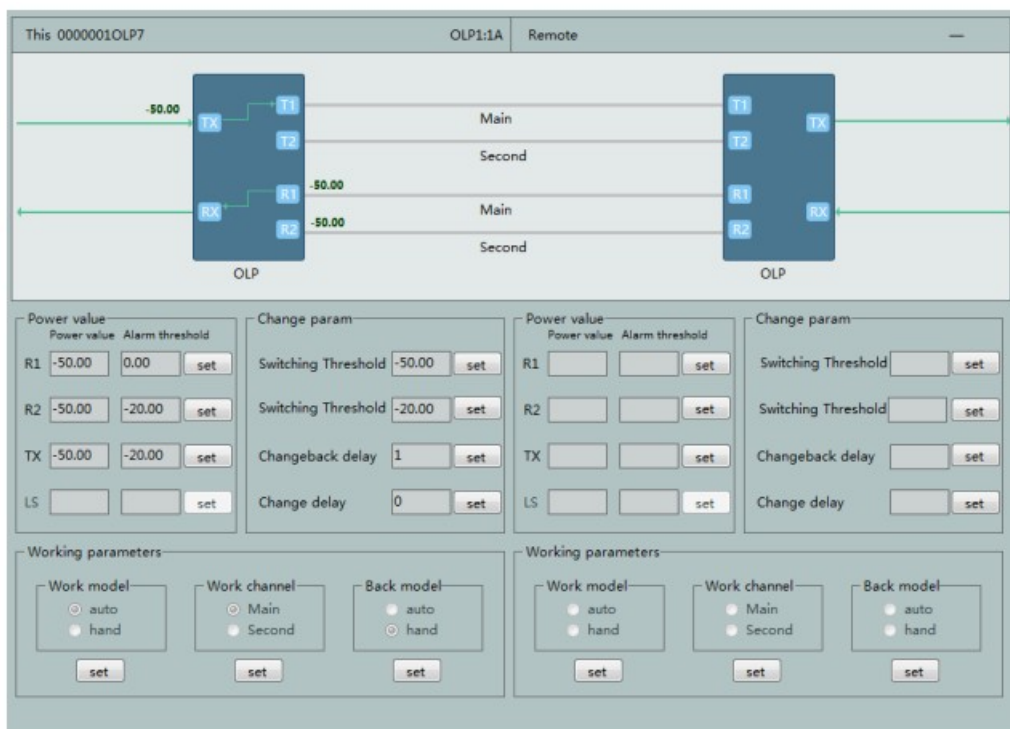 This 0000001OLP7 OLP1:1A Remote —
-50.00 TX T1 Main T1 TX
T2 Second T2
-50.00
RX R1 Main R1 RX
-50.00
R2 Second R2
OLP OLP
Power value Change param Power value Change param
Power value Alarm threshold Power value Alarm threshold
R1 -50.00 0.00 set Switching Threshold -50.00 set R1 set Switching Threshold set
R2 -50.00 -20.00 set Switching Threshold -20.00 set R2 set Switching Threshold set
TX -50.00 -20.00 set Changeback delay 1 set TX set Changeback delay set
LS set Change delay 0 set LS set Change delay set
Working parameters Working parameters
Work model Work channel Back model Work model Work channel Back model
auto Main auto auto Main auto
hand Second hand hand Second hand
set set set set set set